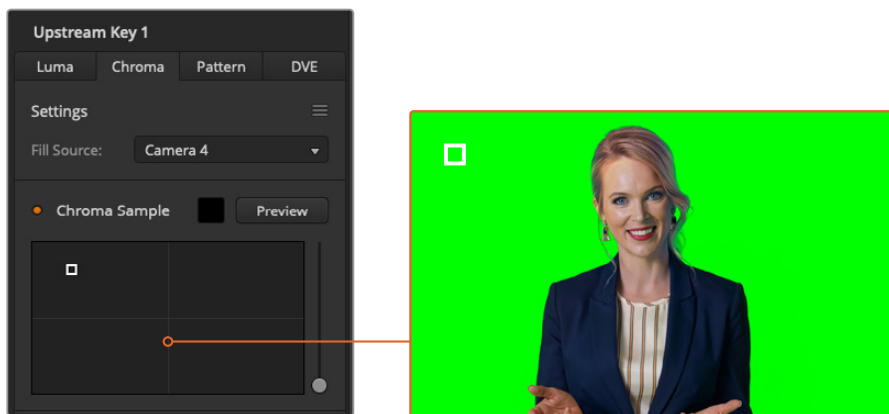 Upstream Key 1
Luma Chroma Pattern DVE
Settings
Fill Source: Camera 4
Chroma Sample Preview